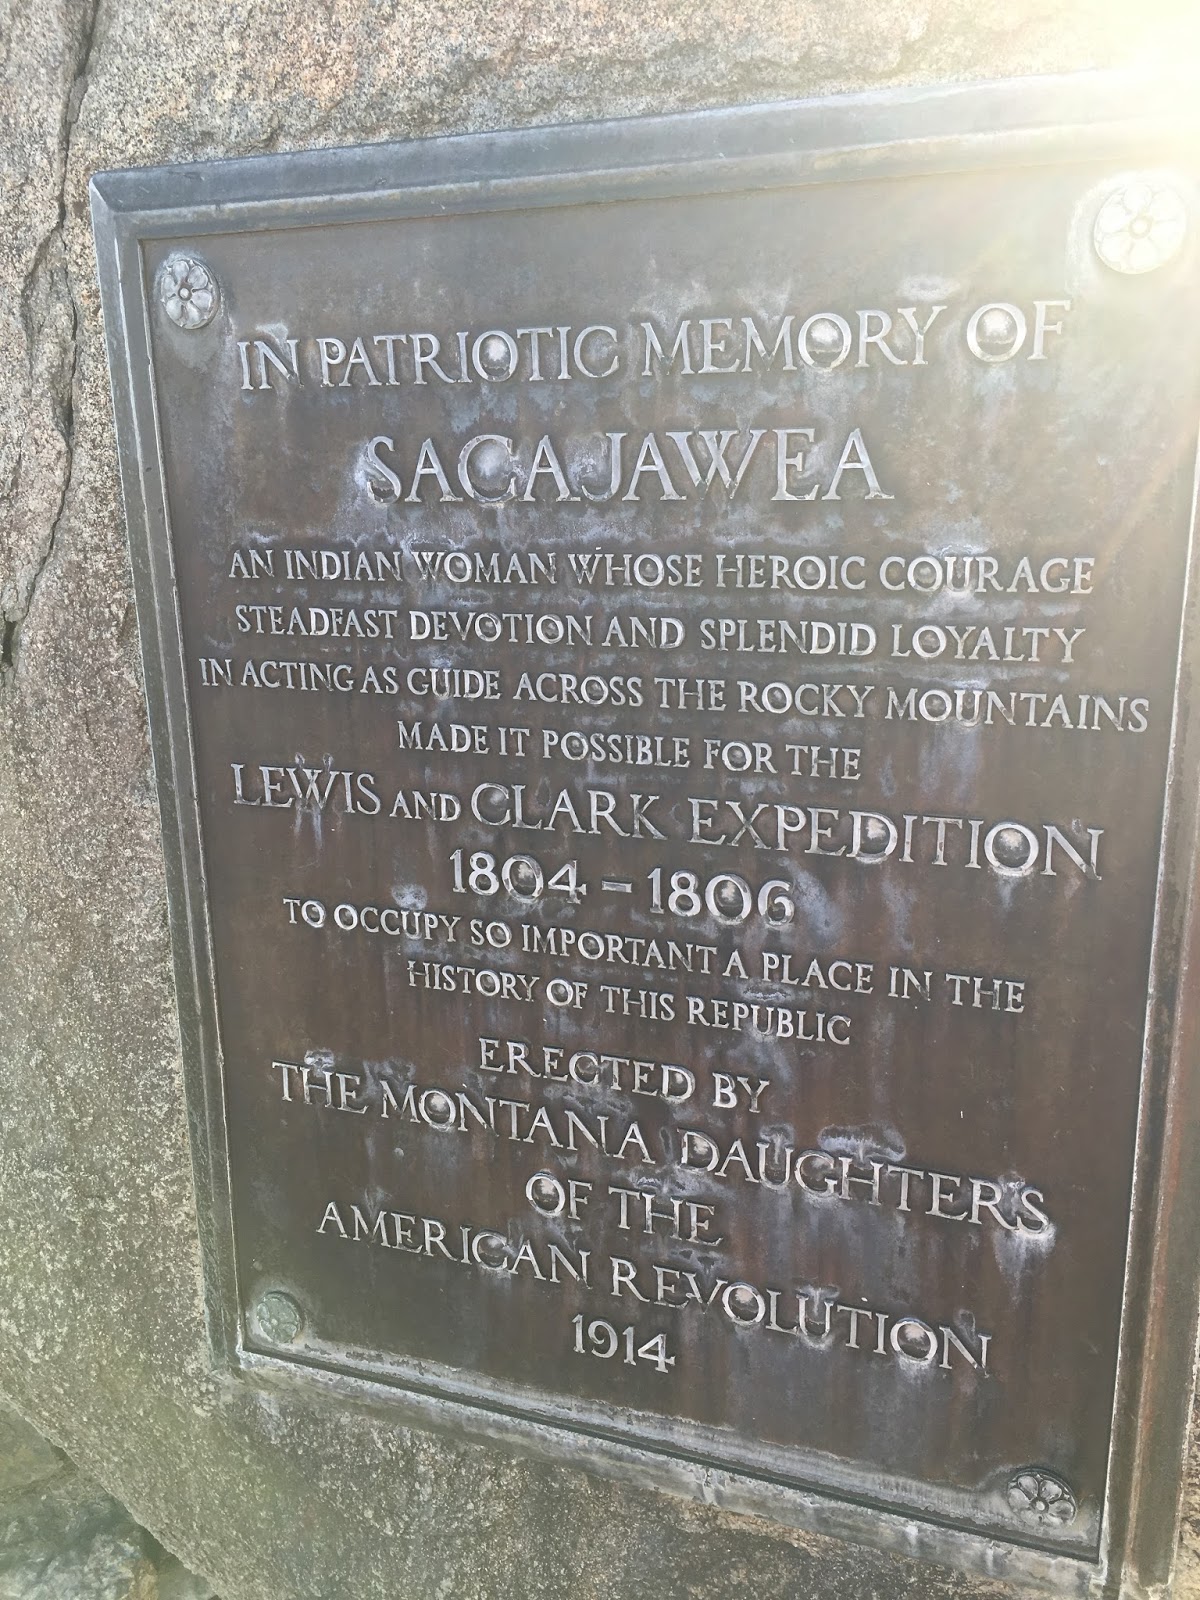 IN PATRIOTIC MEMORY OF
SACAJAWEA
AN INDIAN WOMAN WHOSE HEROIC COURAGE
STEADFAST DEVOTION AND SPLENDID LOYALTY
IN ACTING AS GUIDE ACROSS THE ROCKY MOUNTAINS
MADE IT POSSIBLE FOR THE
LEWIS AND CLARK EXPEDITION
1804-1806
TO OCCUPY SO IMPORTANT A PLACE IN THE
HISTORY OF THIS REPUBLIC
ERECTED BY
THE MONTANA DAUGHTERS
OF THE
AMERICAN REVOLUTION
1914